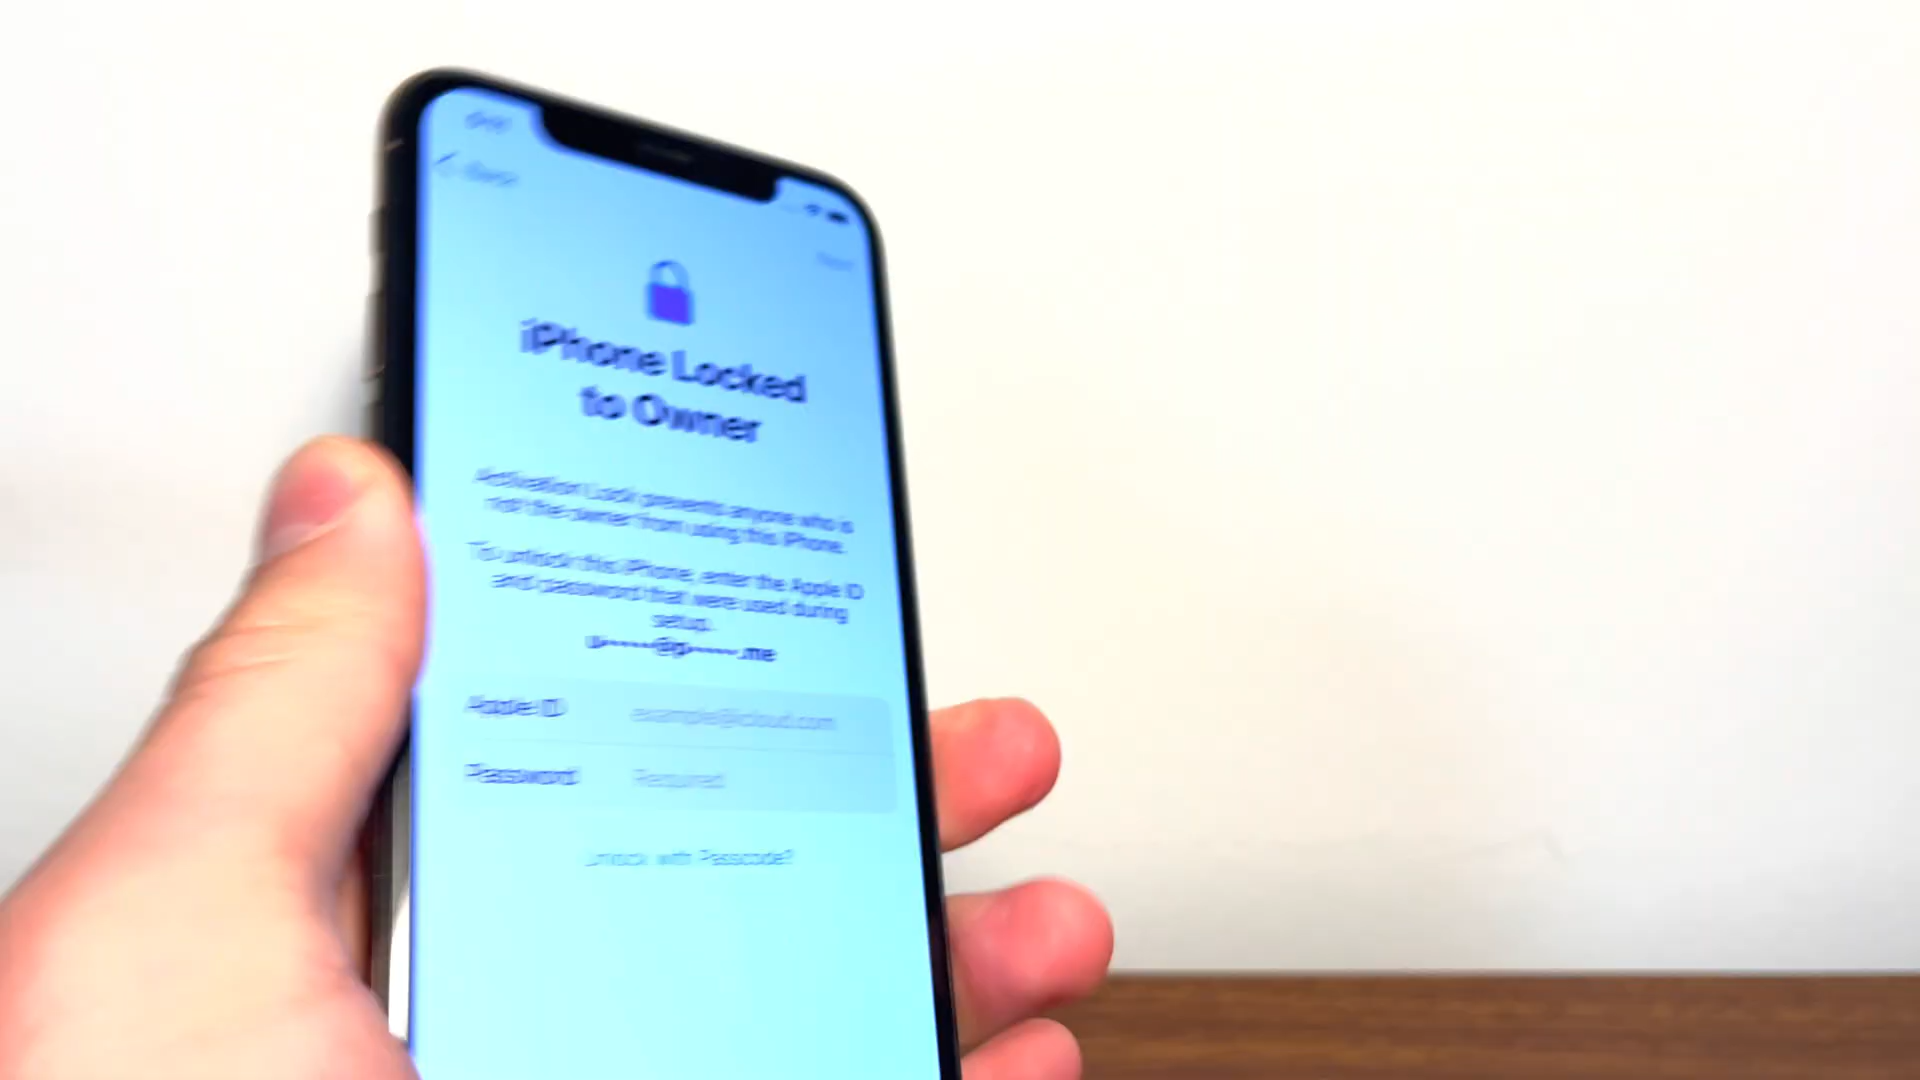 iPhone Locked
to Owner
Activation Lock prevents anyone who is
not the owner from using this iPhone.
To unlock this iPhone, enter the Apple ID
and password that were used during
setup.
Apple ID example@icloud.com
Password Required
Unlock with Passcode?